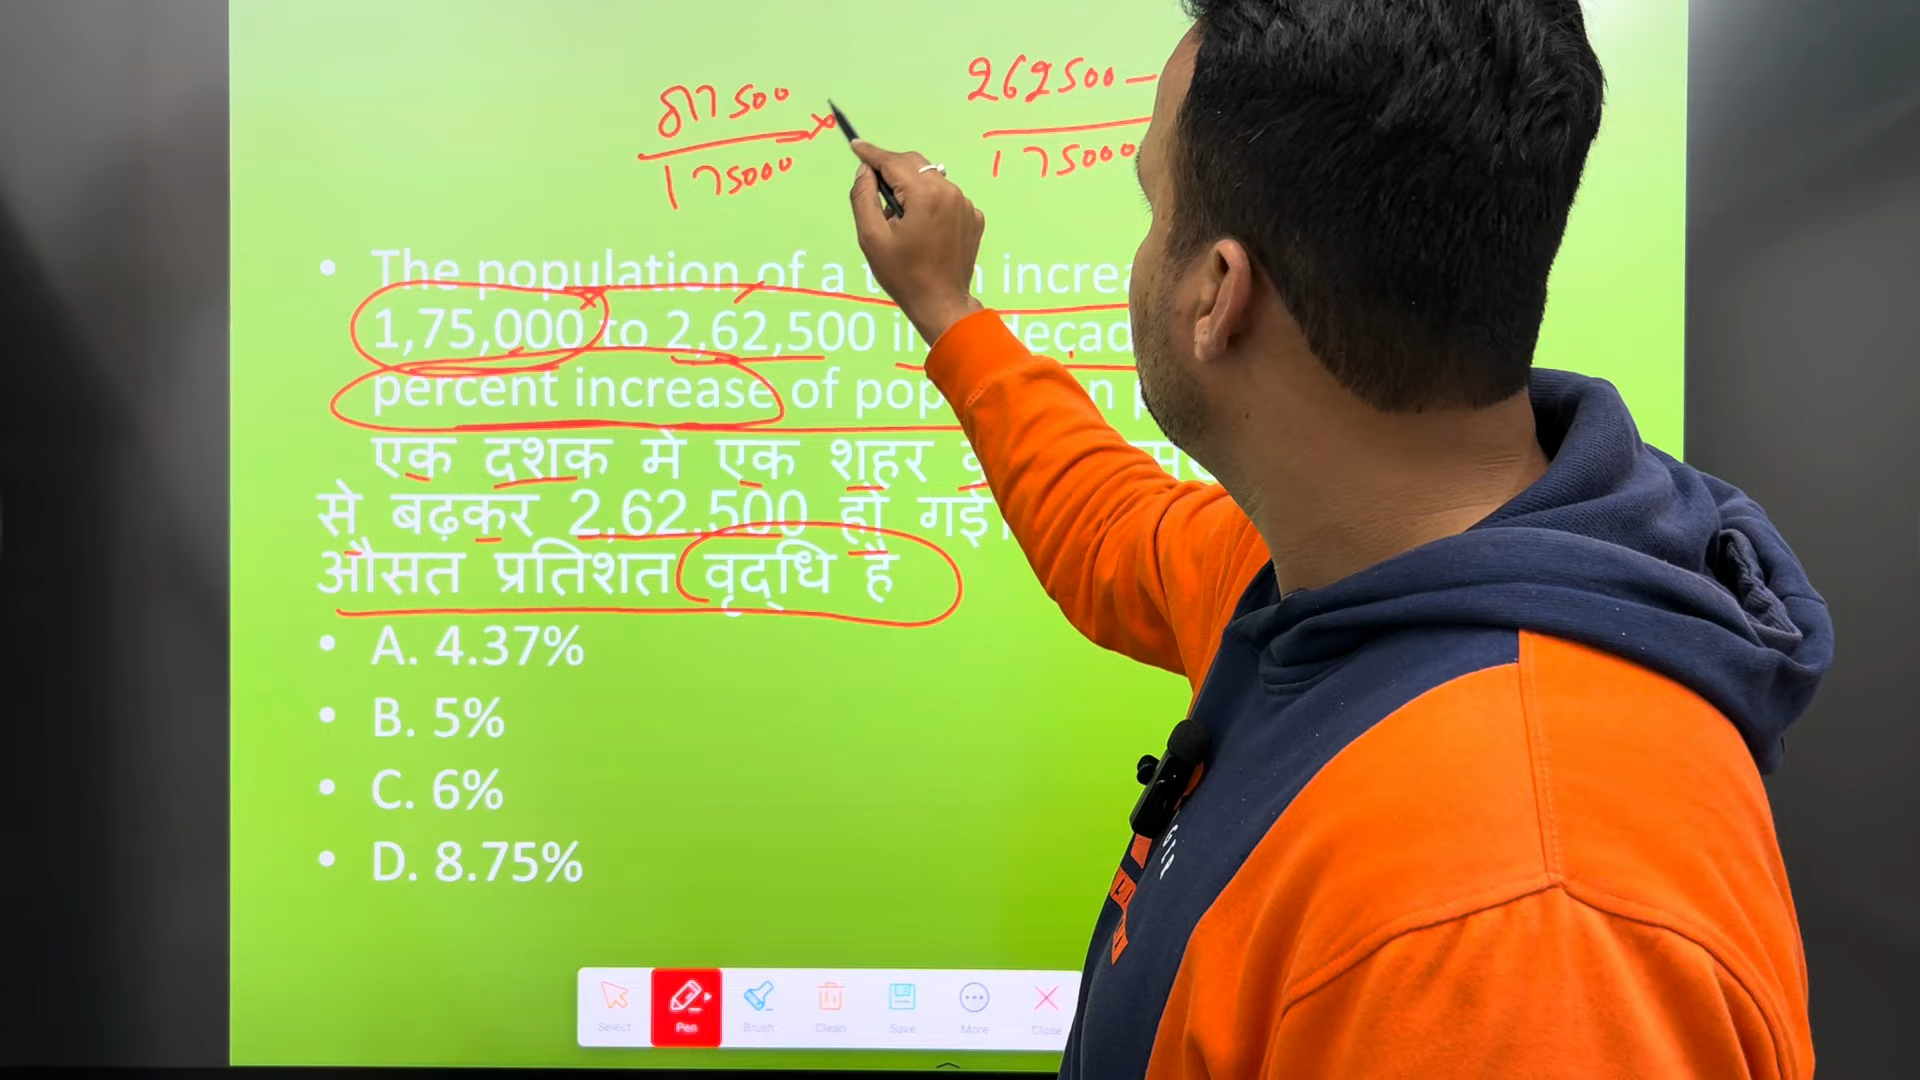 87500
175000
262500 –
175000
• The population of a increa
1,75,000 to 2,62,500 in decad
percent increase of pop n
एक दशक मे एक शहर
से बढ़कर 2,62,500 हो गई।
औसत प्रतिशत वृद्धि है
• A. 4.37%
• B. 5%
• C. 6%
• D. 8.75%
Select Pen Brush Clean Save More Close